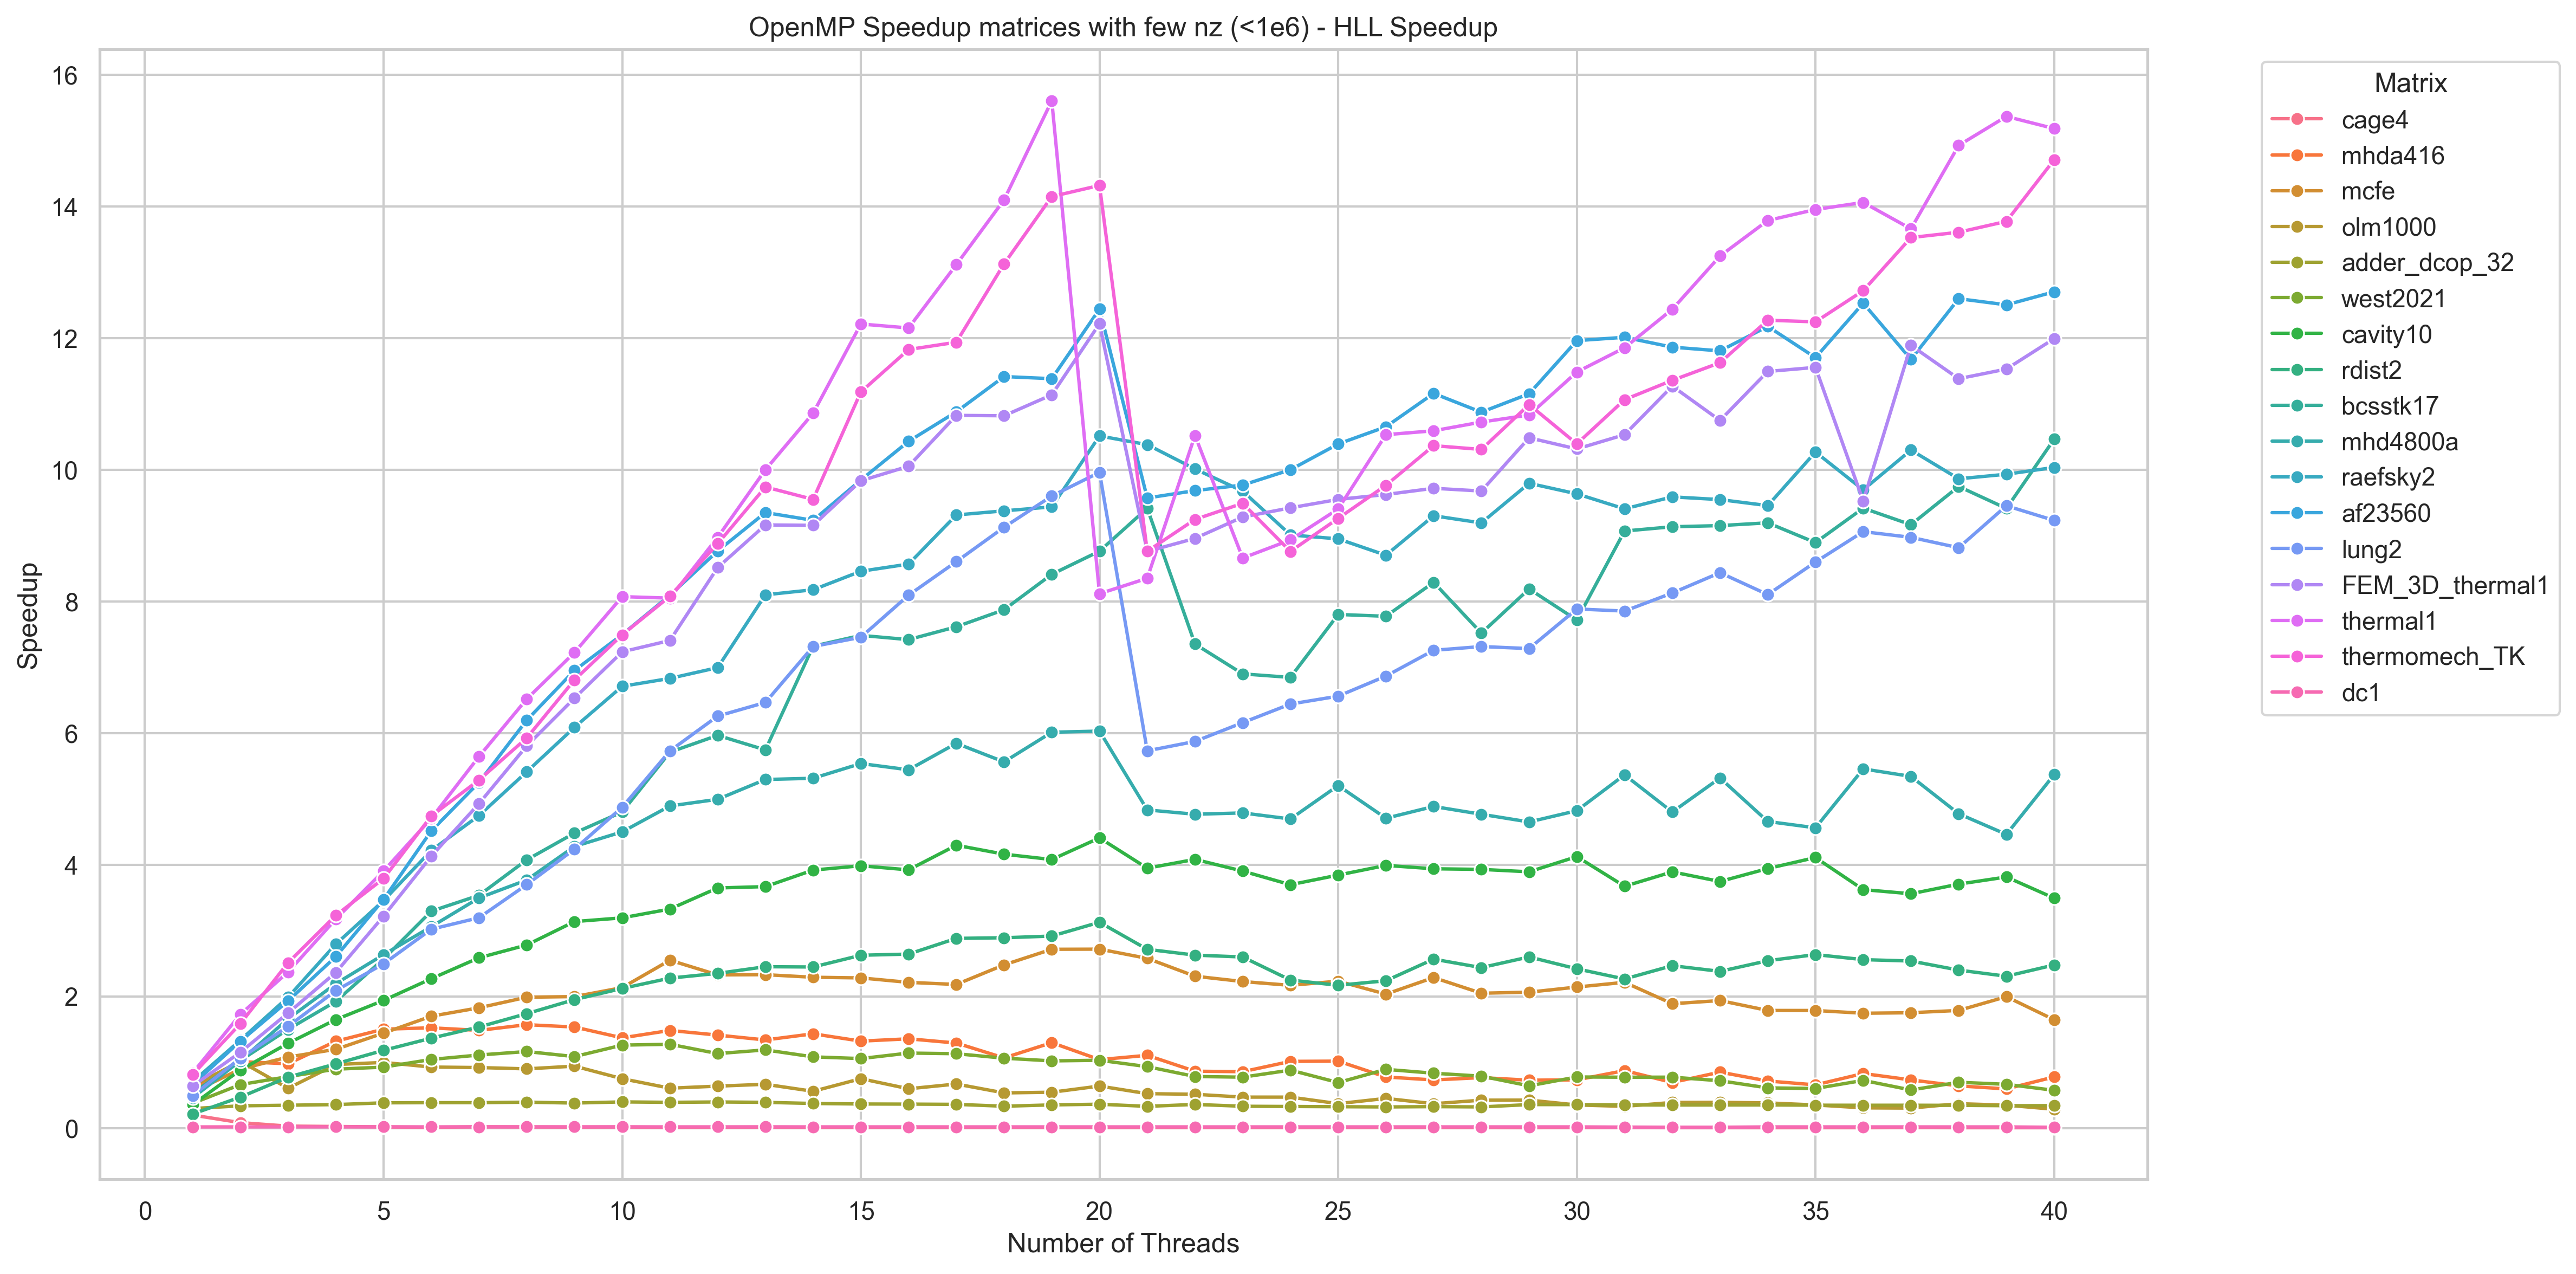 OpenMP Speedup matrices with few nz (<1e6) - HLL Speedup
16
14
12
10
8
6
4
2
0
Speedup
0 5 10 15 20 25 30 35 40
Number of Threads
Matrix
cage4
mhda416
mcfe
olm1000
adder_dcop_32
west2021
cavity10
rdist2
bcsstk17
mhd4800a
raefsky2
af23560
lung2
FEM_3D_thermal1
thermal1
thermomech_TK
dc1